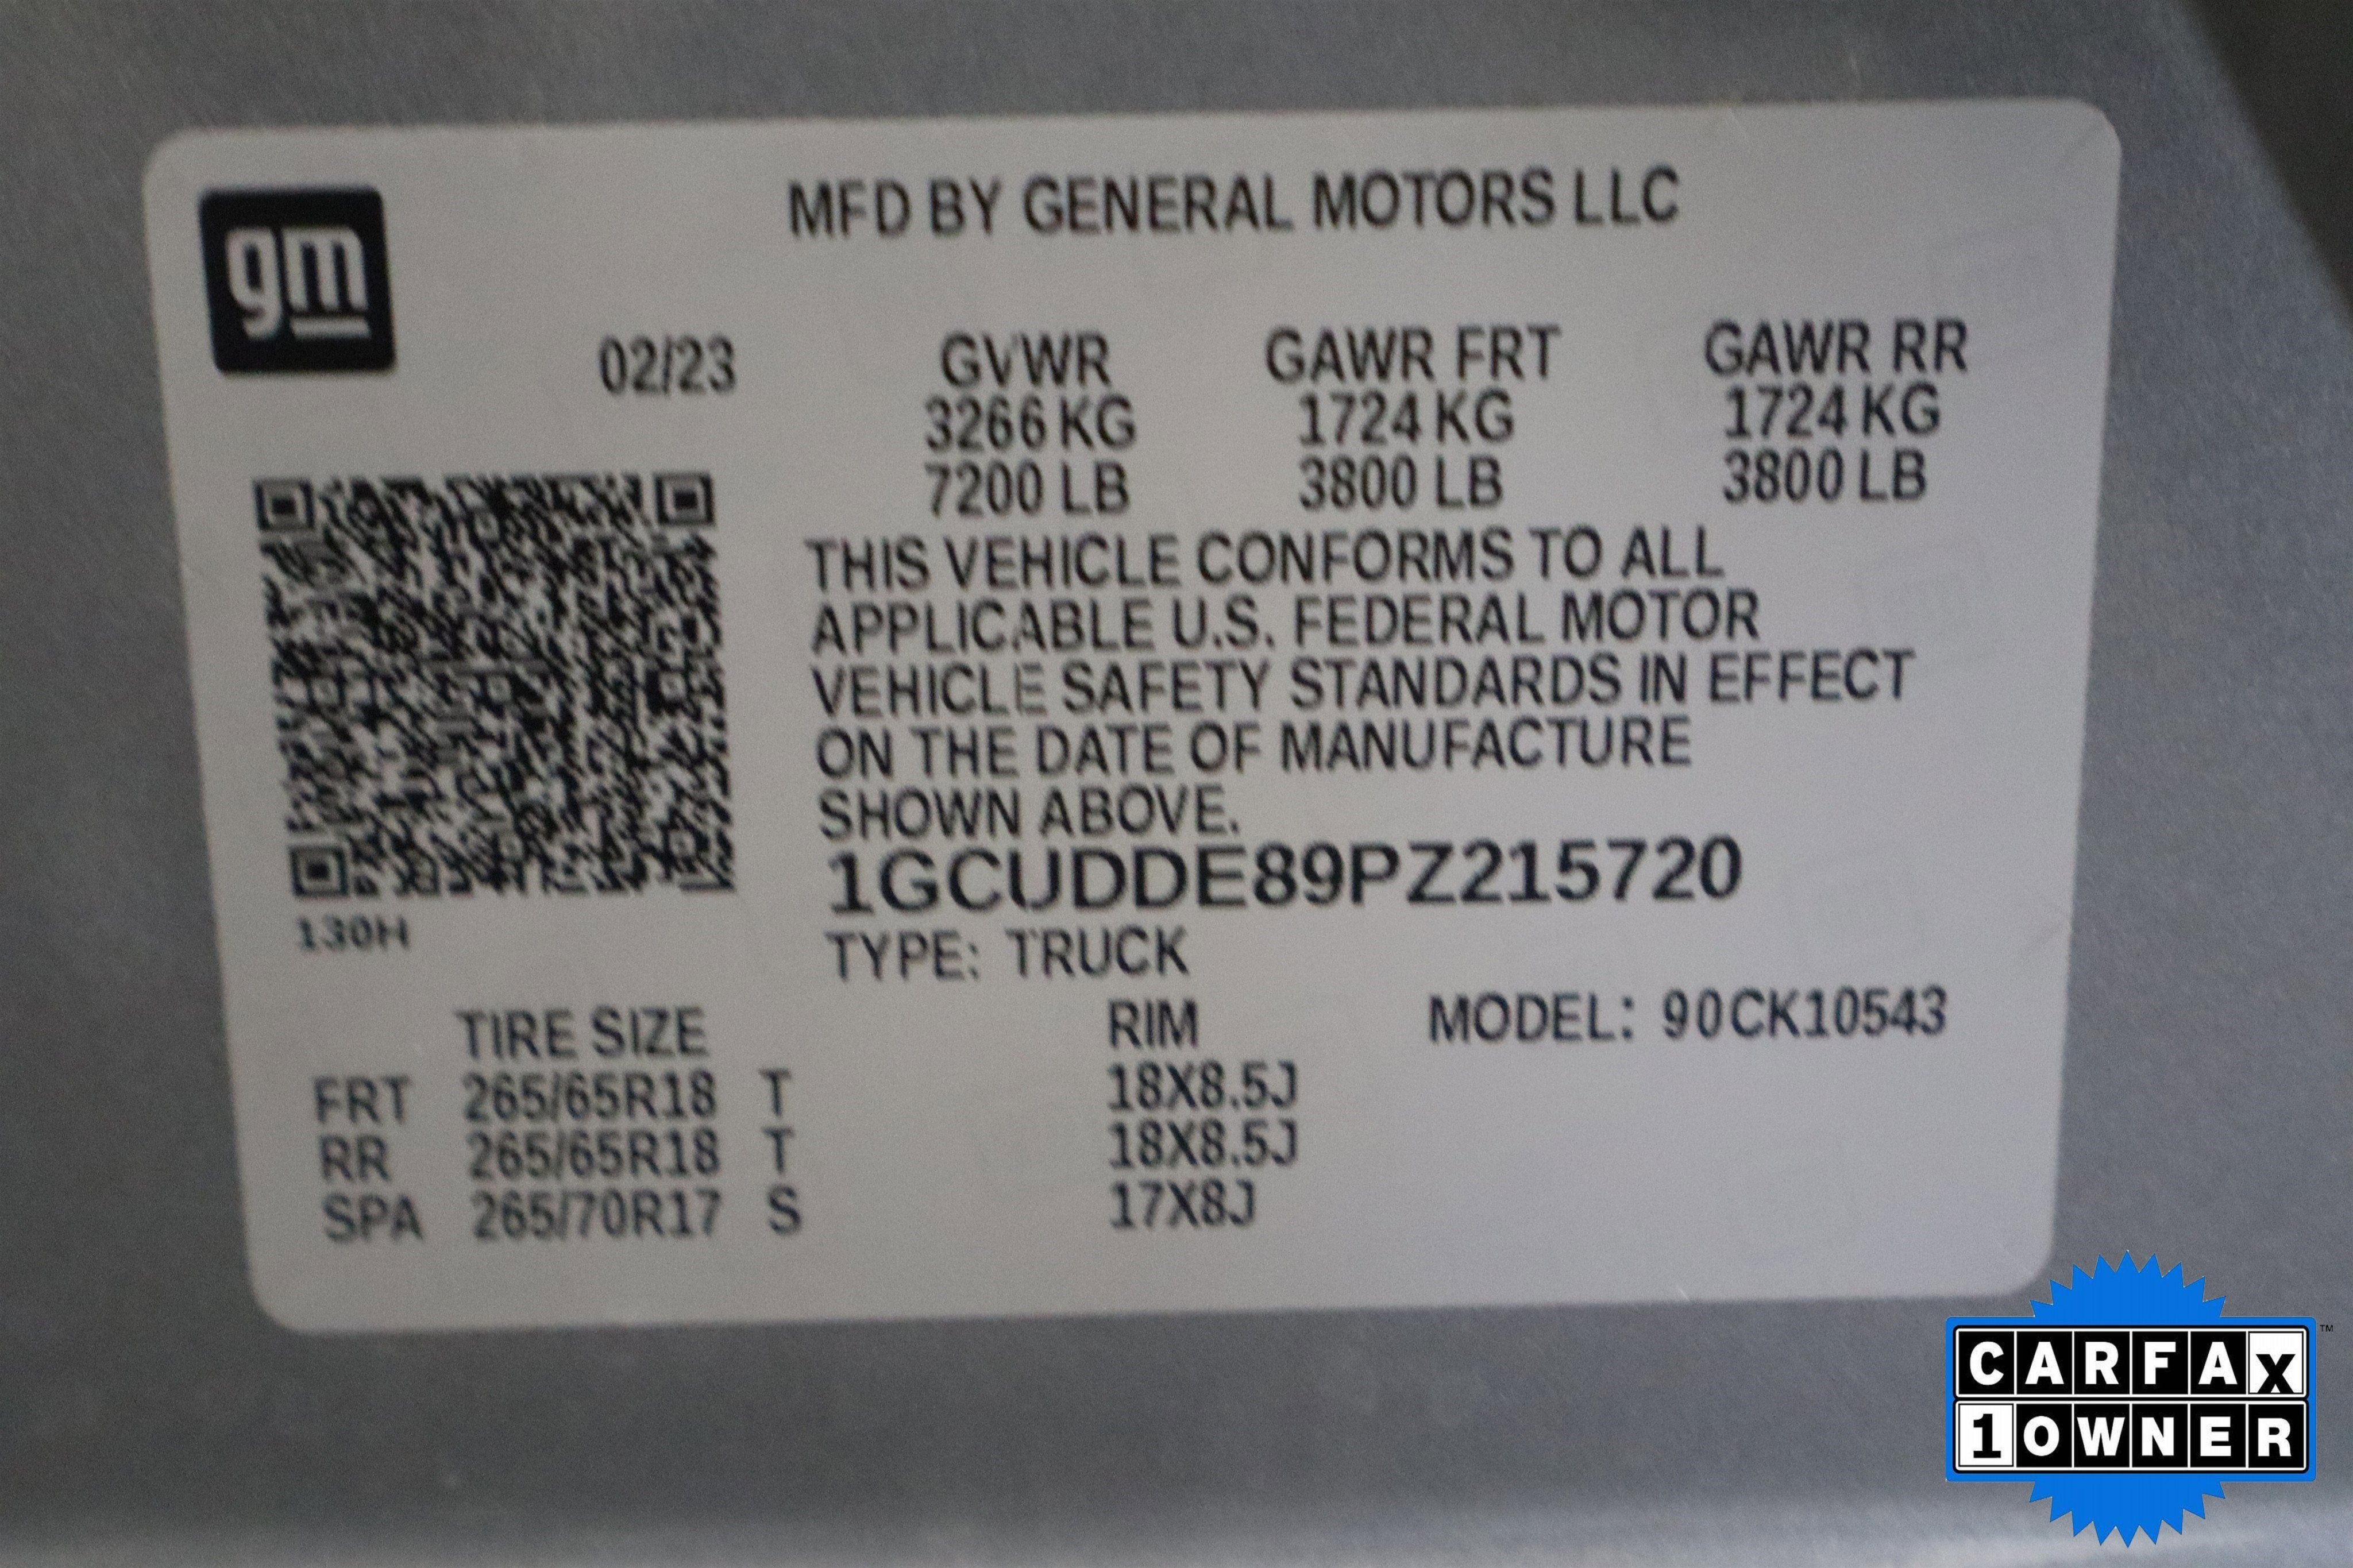 gm
MFD BY GENERAL MOTORS LLC
02/23 GVWR GAWR FRT GAWR RR
3266 KG 1724 KG 1724 KG
7200 LB 3800 LB 3800 LB
THIS VEHICLE CONFORMS TO ALL
APPLICABLE U.S. FEDERAL MOTOR
VEHICLE SAFETY STANDARDS IN EFFECT
ON THE DATE OF MANUFACTURE
SHOWN ABOVE.
1GCUDDE89PZ215720
130H
TYPE: TRUCK
TIRE SIZE RIM MODEL: 90CK10543
FRT 265/65R18 T 18X8.5J
RR 265/65R18 T 18X8.5J
SPA 265/70R17 S 17X8J
CARFAX TM
1 OWNER